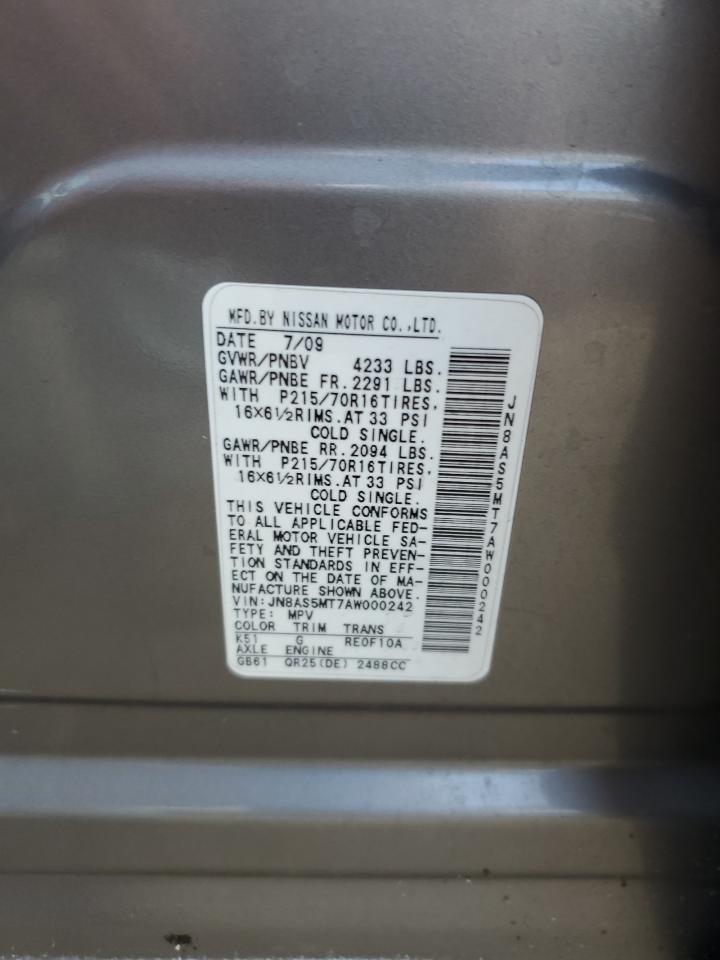 MFD.BY NISSAN MOTOR CO.,LTD.
DATE 7/09
GVWR/PNBV 4233 LBS.
GAWR/PNBE FR.2291 LBS.
WITH P215/70R16TIRES,
16X6½RIMS.AT 33 PSI
COLD SINGLE.
GAWR/PNBE RR.2094 LBS.
WITH P215/70R16TIRES,
16X6½RIMS.AT 33 PSI
COLD SINGLE.
THIS VEHICLE CONFORMS
TO ALL APPLICABLE FED-
ERAL MOTOR VEHICLE SA-
FETY AND THEFT PREVEN-
TION STANDARDS IN EFF-
ECT ON THE DATE OF MA-
NUFACTURE SHOWN ABOVE.
VIN:JN8AS5MT7AW000242
TYPE: MPV
COLOR TRIM TRANS
K51 G RE0F10A
AXLE ENGINE
GB61 QR25(DE) 2488CC
JN8AS5MT7AW000242